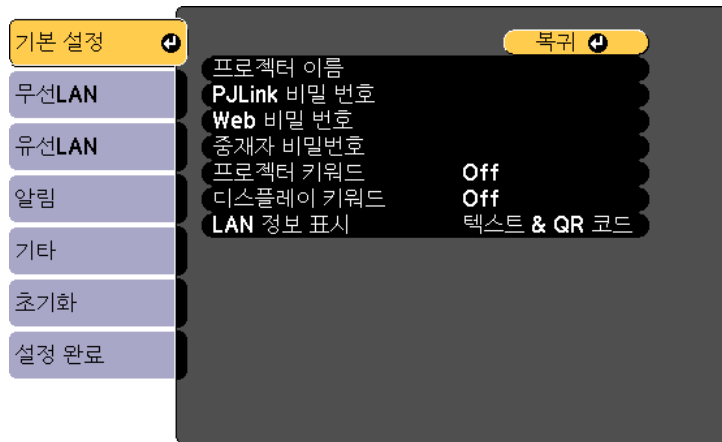 기본 설정
무선LAN
유선LAN
알림
기타
초기화
설정 완료
복귀
프로젝터 이름
PJLink 비밀 번호
Web 비밀 번호
중재자 비밀번호
프로젝터 키워드 Off
디스플레이 키워드 Off
LAN 정보 표시 텍스트 & QR 코드